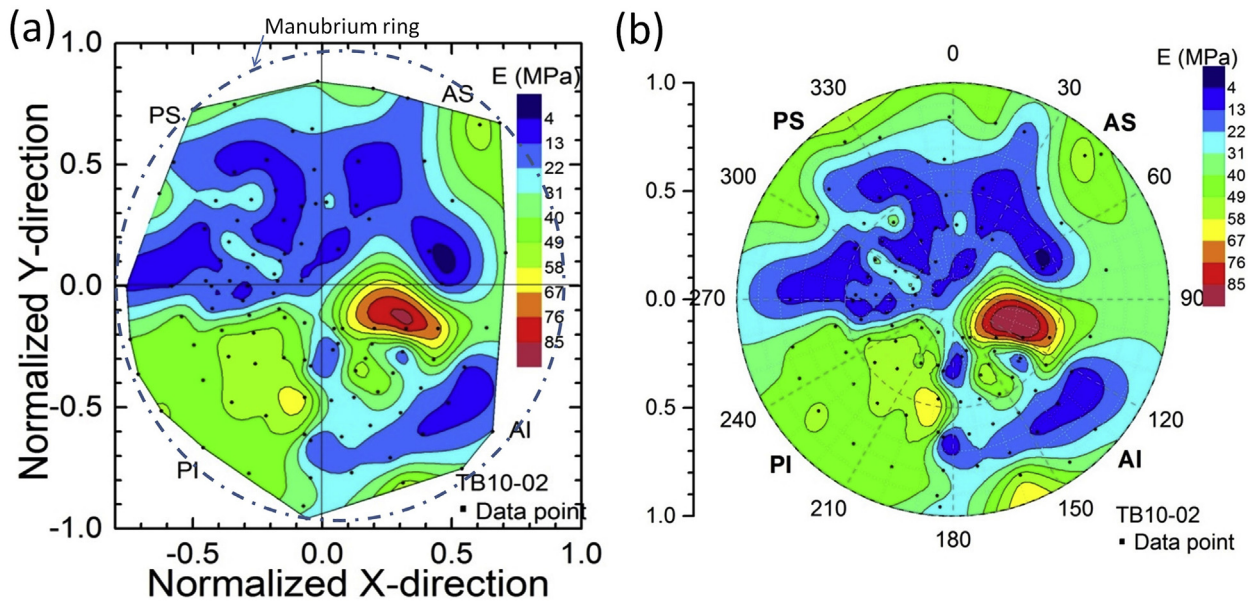 (a)
Manubrium ring
1.0
0.5
0.0
-0.5
-1.0
-0.5
0.0
0.5
1.0
Normalized Y-direction
Normalized X-direction
PS
AS
PI
AI
E (MPa)
4
13
22
31
40
49
58
67
76
85
TB10-02
Data point
(b)
1.0
0.5
0.0
0.5
1.0
0
30
60
90
120
150
180
210
240
270
300
330
PS
AS
PI
AI
E (MPa)
4
13
22
31
40
49
58
67
76
85
TB10-02
Data point